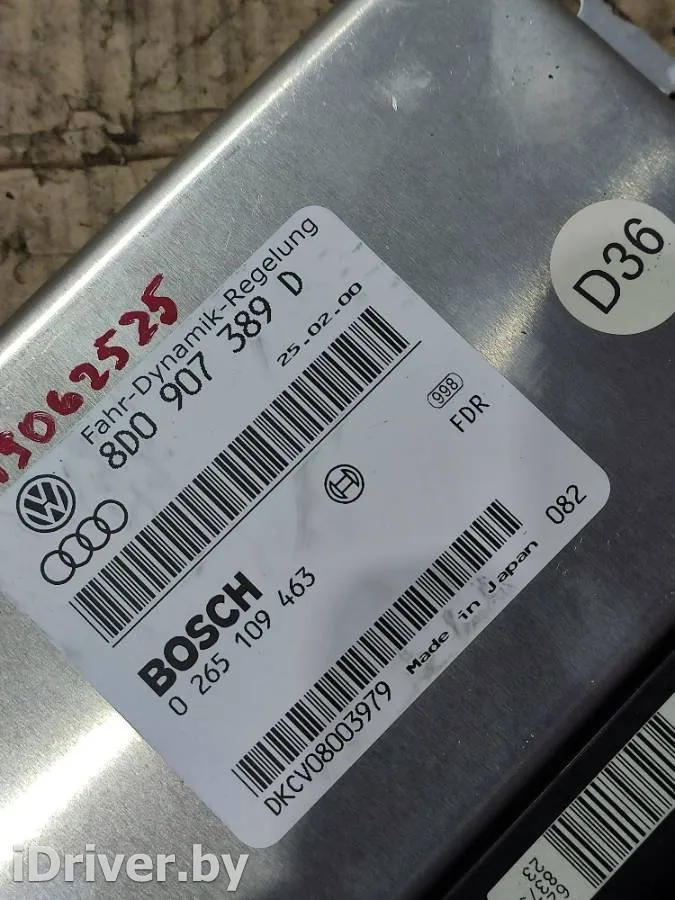 D36
9062525
Fahr-Dynamik-Regelung
8D0 907 389 D
25.02.00
998
FDR
BOSCH
0 265 109 463
082
Made in Japan
DKCV08003979
iDriver.by